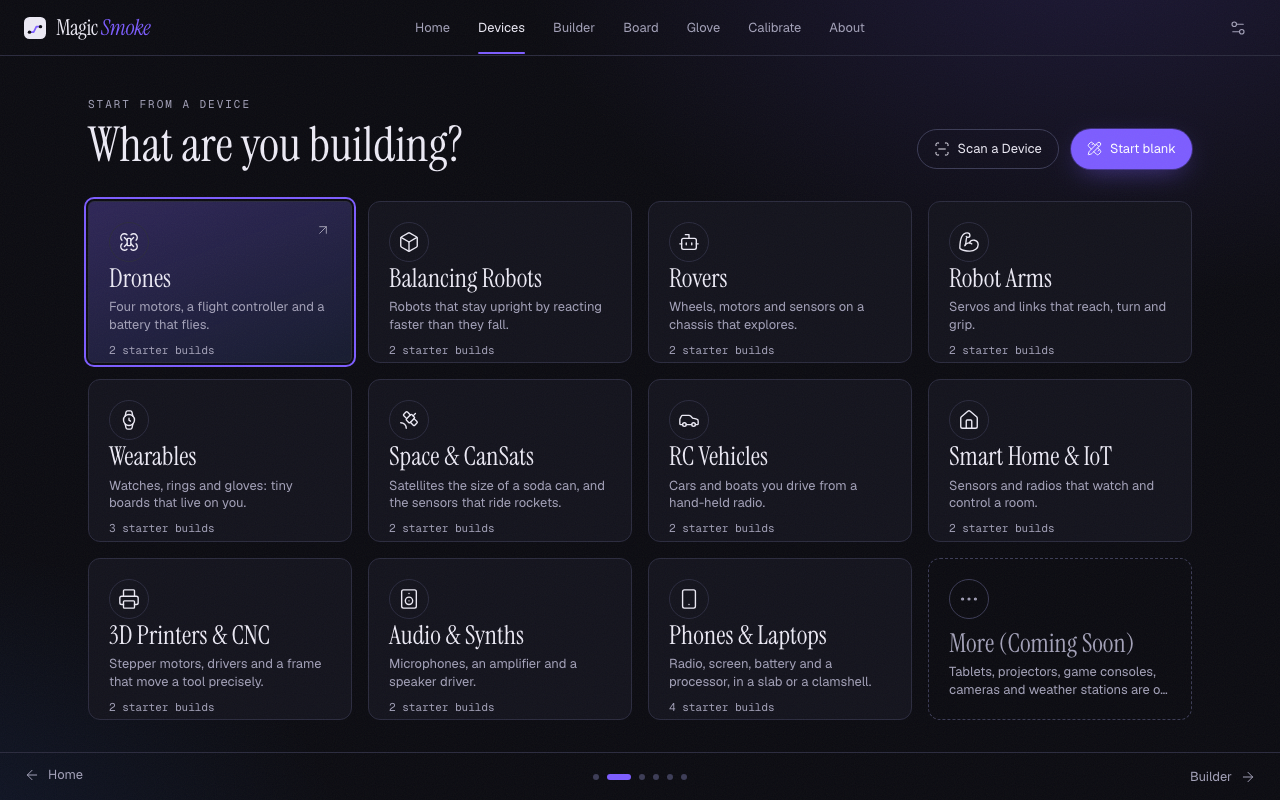 Magic Smoke
Home
Devices
Builder
Board
Glove
Calibrate
About
START FROM A DEVICE
What are you building?
Scan a Device
Start blank
Drones
Four motors, a flight controller and a
battery that flies.
2 starter builds
Balancing Robots
Robots that stay upright by reacting
faster than they fall.
2 starter builds
Rovers
Wheels, motors and sensors on a
chassis that explores.
2 starter builds
Robot Arms
Servos and links that reach, turn and
grip.
2 starter builds
Wearables
Watches, rings and gloves: tiny
boards that live on you.
3 starter builds
Space & CanSats
Satellites the size of a soda can, and
the sensors that ride rockets.
2 starter builds
RC Vehicles
Cars and boats you drive from a
hand-held radio.
2 starter builds
Smart Home & IoT
Sensors and radios that watch and
control a room.
2 starter builds
3D Printers & CNC
Stepper motors, drivers and a frame
that move a tool precisely.
2 starter builds
Audio & Synths
Microphones, an amplifier and a
speaker driver.
2 starter builds
Phones & Laptops
Radio, screen, battery and a
processor, in a slab or a clamshell.
4 starter builds
More (Coming Soon)
Tablets, projectors, game consoles,
cameras and weather stations are o…
Home
Builder